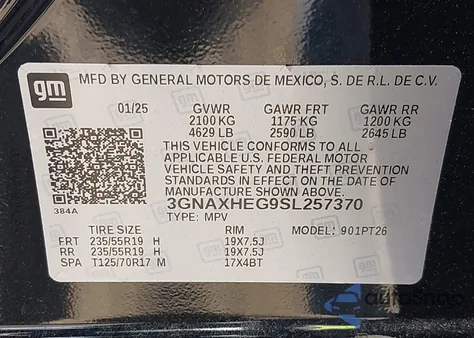 gm
MFD BY GENERAL MOTORS DE MEXICO, S. DE R.L. DE C.V.
01/25 GVWR GAWR FRT GAWR RR
2100 KG 1175 KG 1200 KG
4629 LB 2590 LB 2645 LB
THIS VEHICLE CONFORMS TO ALL
APPLICABLE U.S. FEDERAL MOTOR
VEHICLE SAFETY AND THEFT PREVENTION
STANDARDS IN EFFECT ON THE DATE OF
MANUFACTURE SHOWN ABOVE.
384A
3GNAXHEG9SL257370
TYPE: MPV MODEL: 901PT26
TIRE SIZE RIM
FRT 235/55R19 H 19X7.5J
RR 235/55R19 H 19X7.5J
SPA T125/70R17 M 17X4BT
autoSnap